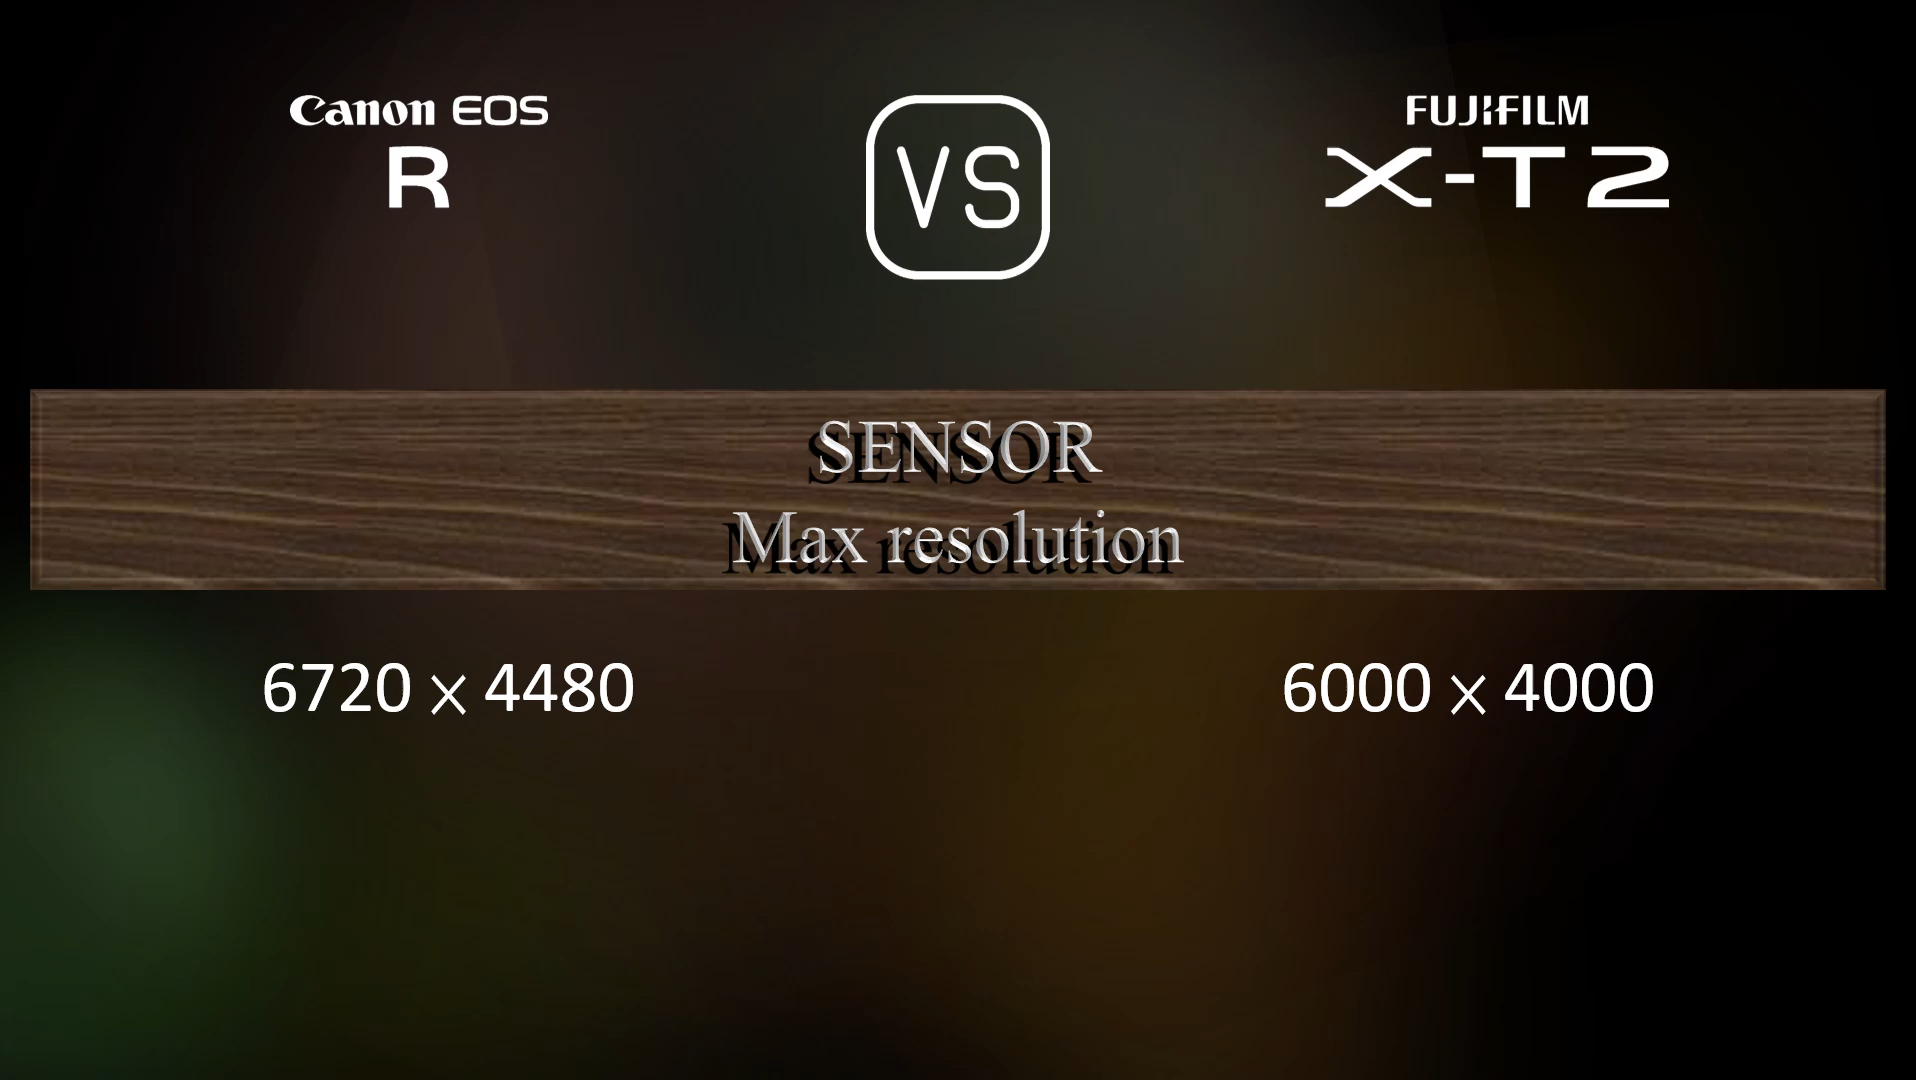 Canon EOS
R
VS
FUJIFILM
X-T2
SENSOR
Max resolution
6720 x 4480
6000 x 4000